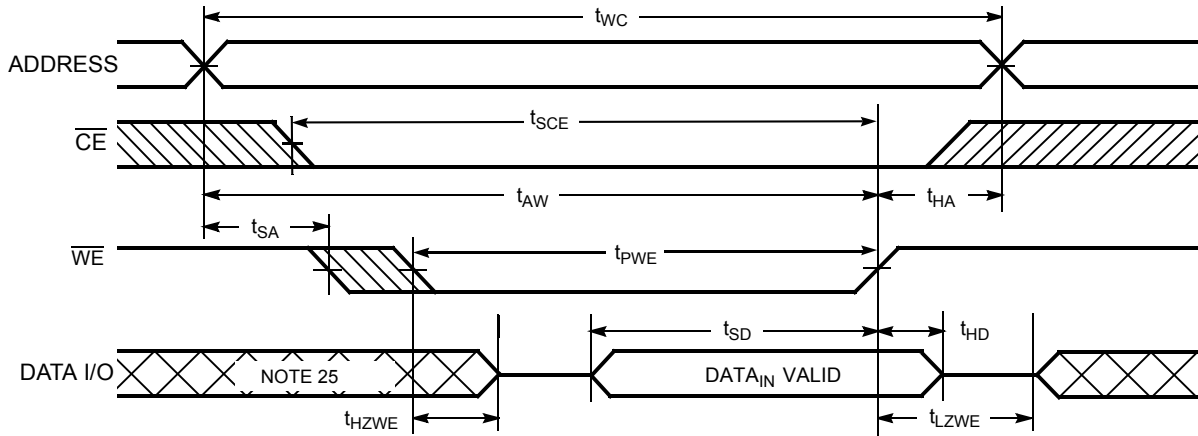 tWC
ADDRESS
tSCE
CE
tAW
tHA
tSA
WE
tPWE
tSD
tHD
DATA I/O
NOTE 25
DATAIN VALID
tHZWE
tLZWE